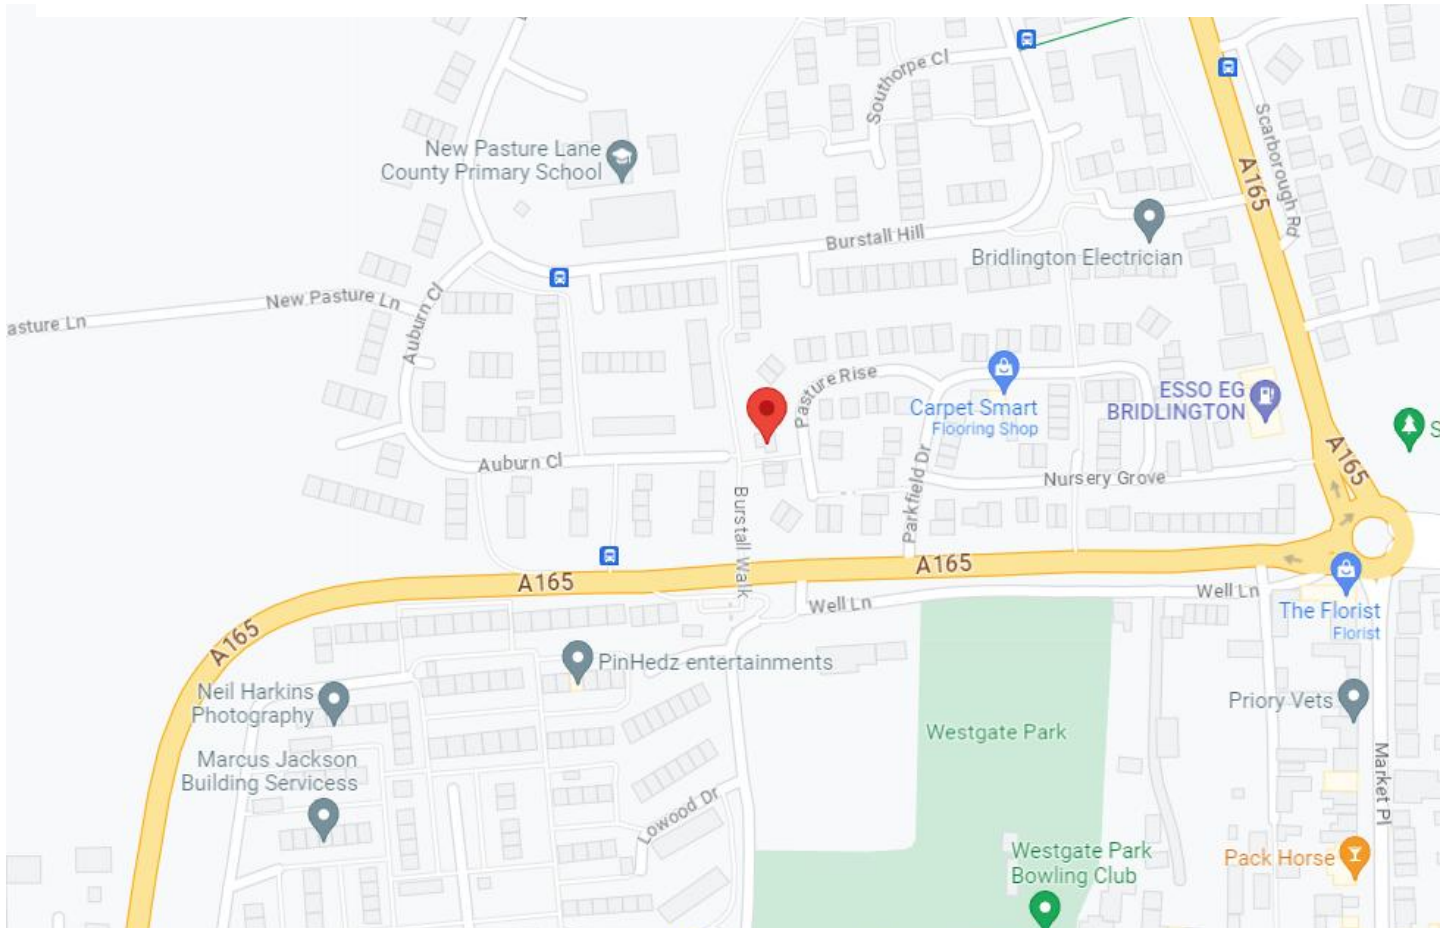 Southorpe Cl
Scarborough Rd
A165
New Pasture Lane
County Primary School
Burstall Hill
Bridlington Electrician
New Pasture Ln
asture Ln
Auburn Cl
Pasture Rise
Carpet Smart
Flooring Shop
ESSO EG
BRIDLINGTON
S
A165
Auburn Cl
Parkfield Dr
Nursery Grove
Burstall Walk
A165
A165
Well Ln
Well Ln
The Florist
Florist
A165
PinHedz entertainments
Neil Harkins
Photography
Priory Vets
Westgate Park
Marcus Jackson
Building Servicess
Market Pl
Lowood Dr
Westgate Park
Bowling Club
Pack Horse